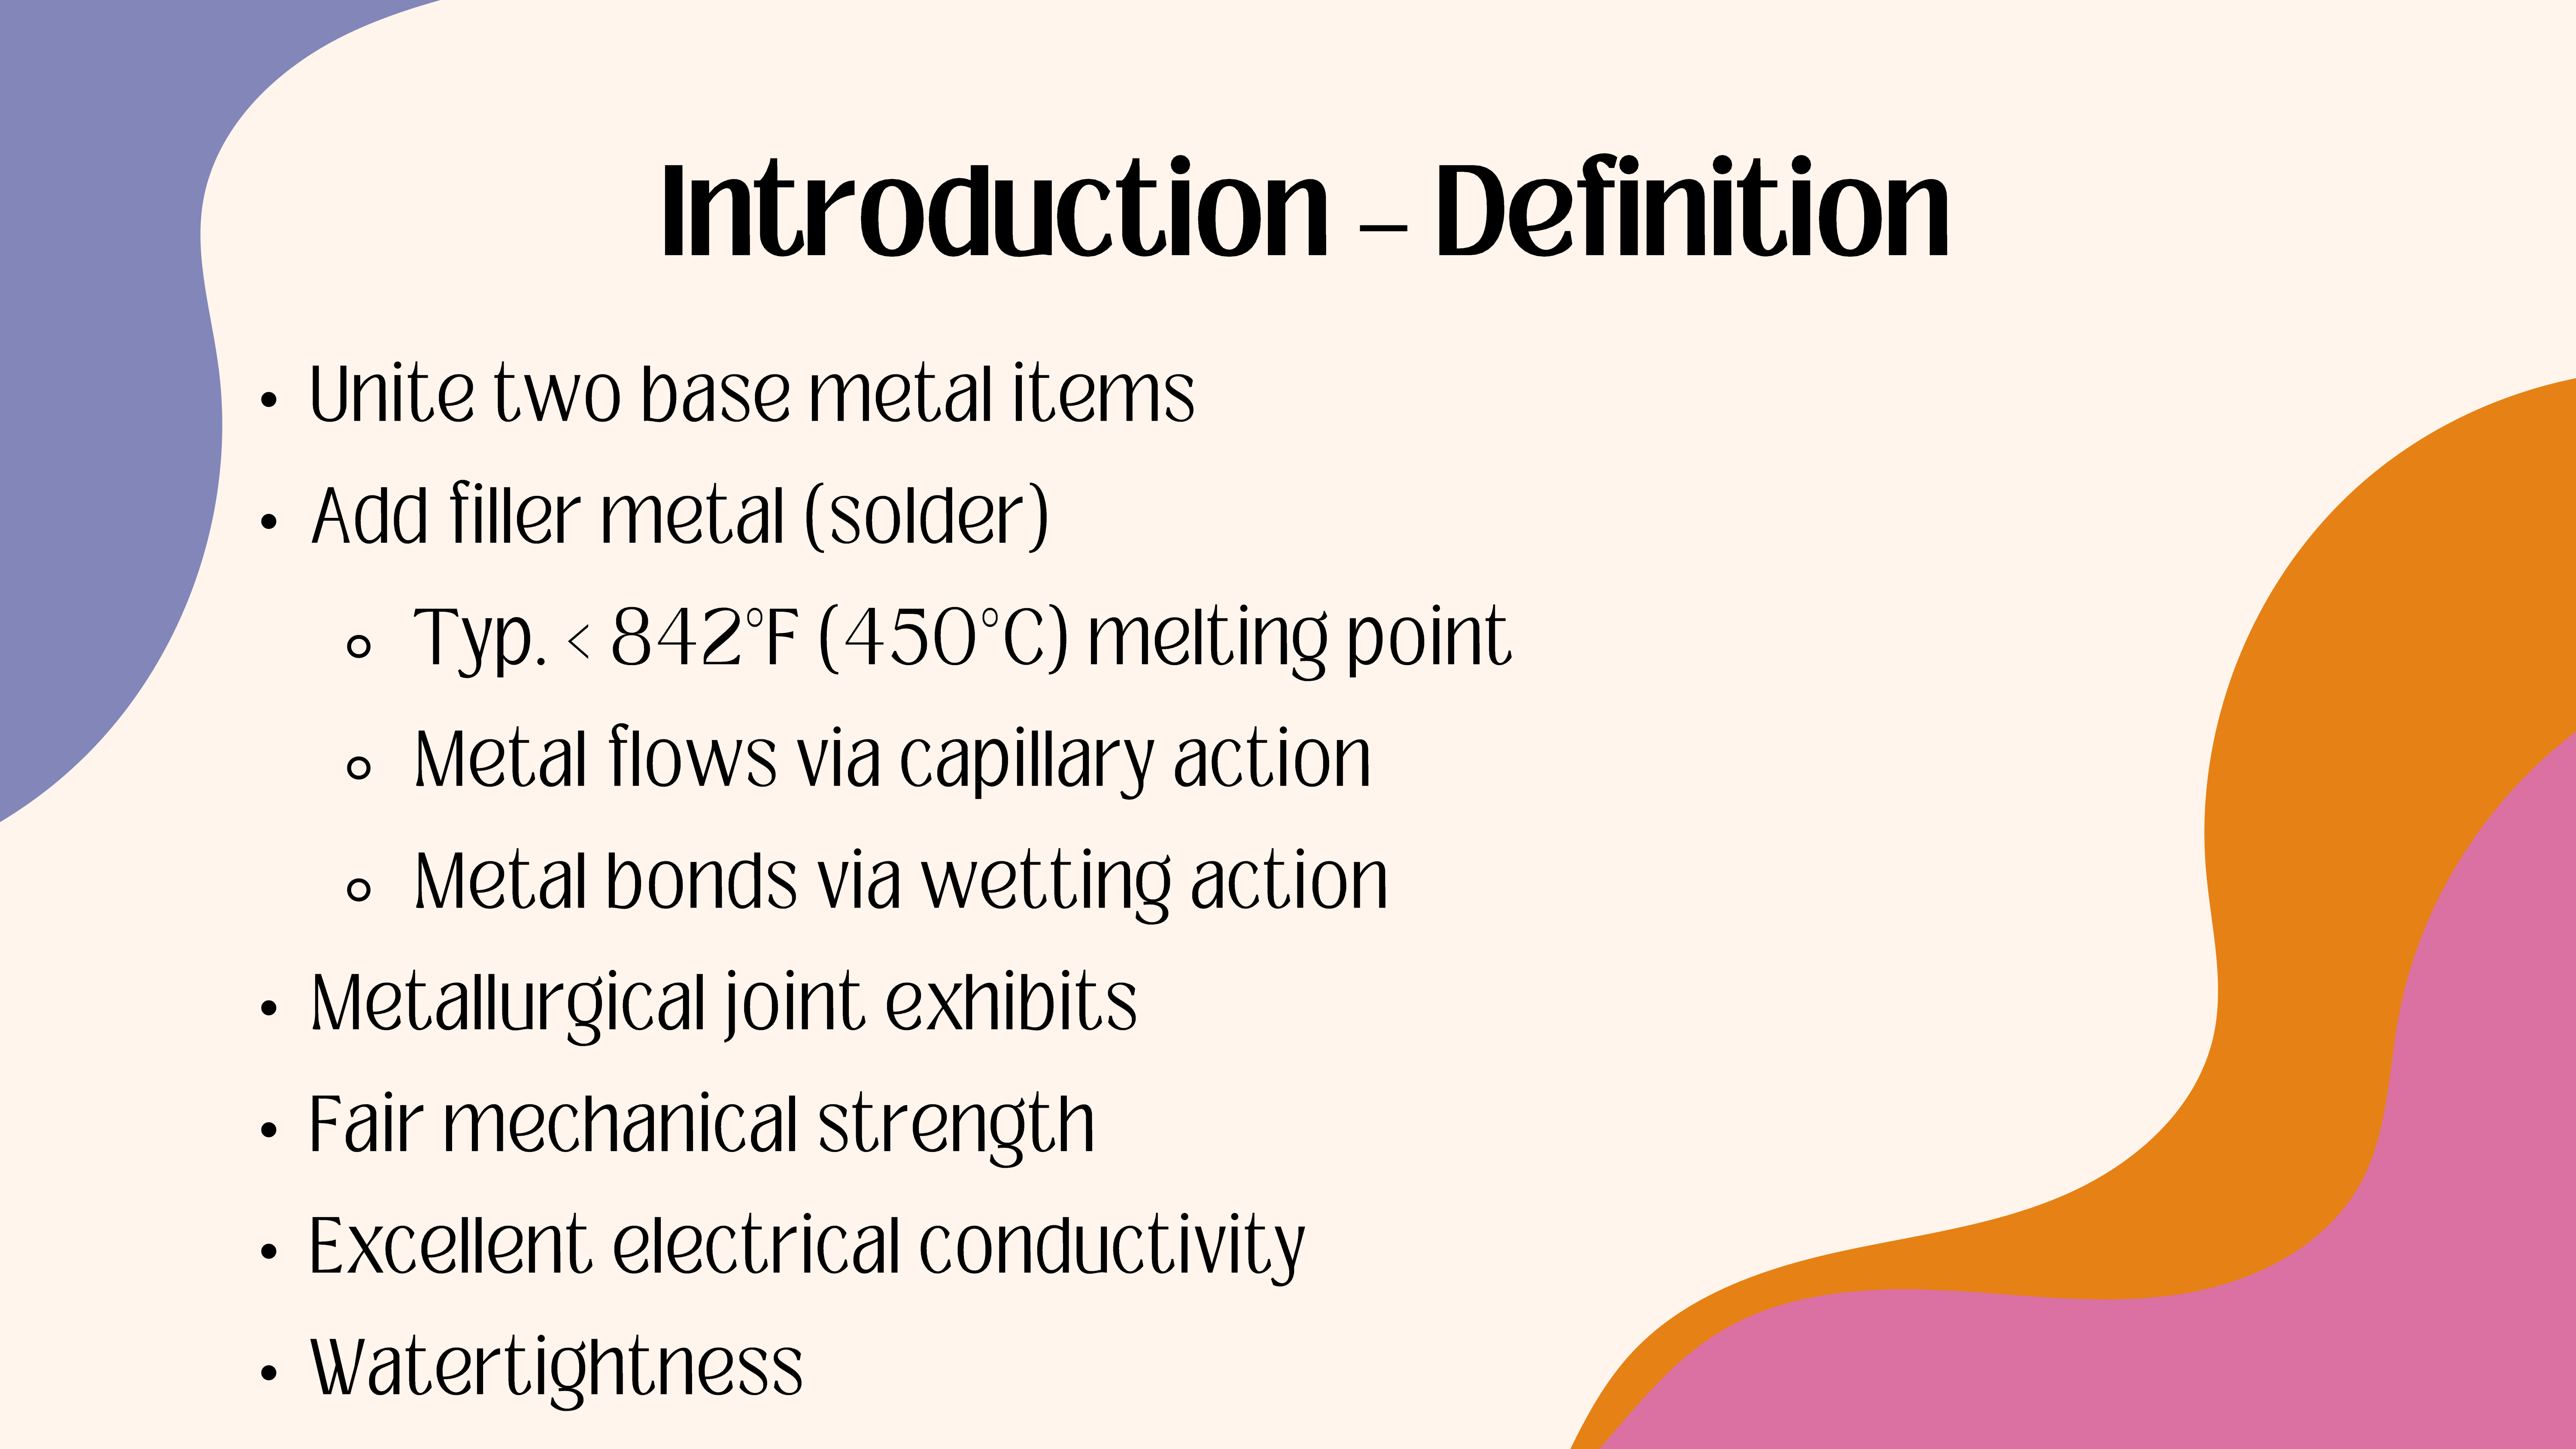 Introduction – Definition
• Unite two base metal items
• Add filler metal (solder)
∘ Typ. < 842°F (450°C) melting point
∘ Metal flows via capillary action
∘ Metal bonds via wetting action
• Metallurgical joint exhibits
• Fair mechanical strength
• Excellent electrical conductivity
• Watertightness